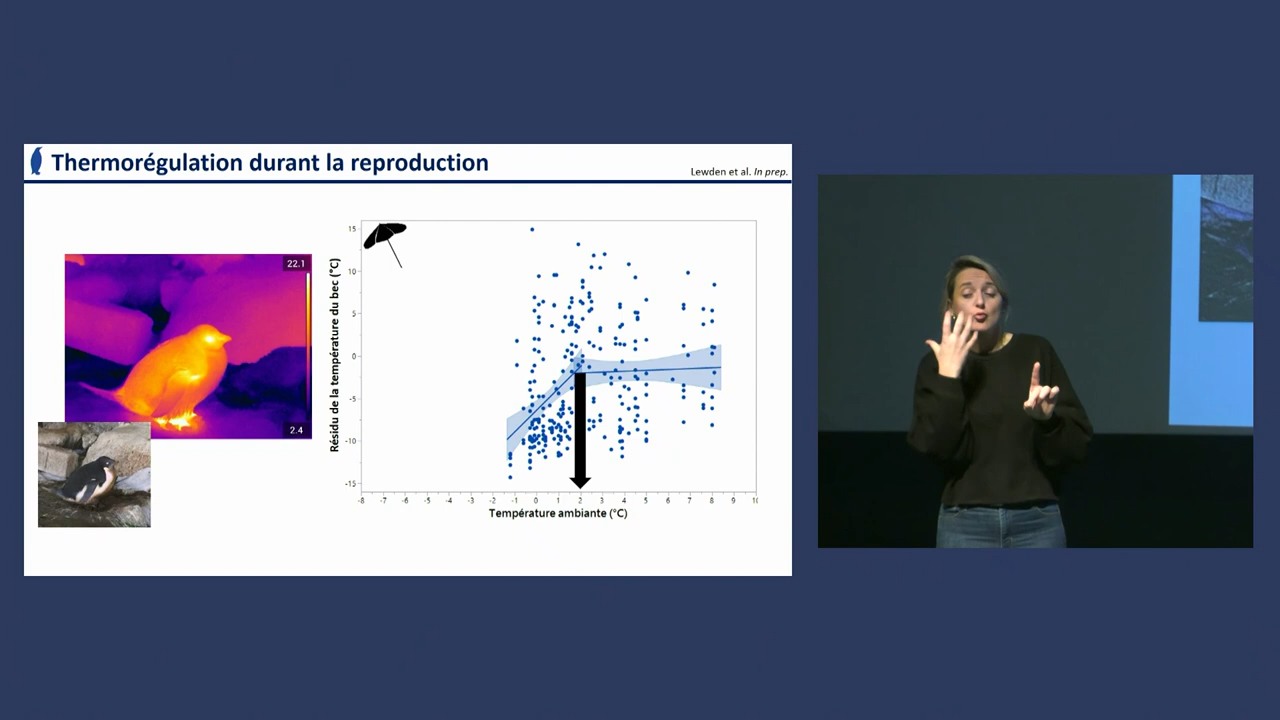 Thermorégulation durant la reproduction
Lewden et al. In prep.
22.1
2.4
Résidu de la température du bec (°C)
15
10
5
0
-5
-10
-15
-8 -7 -6 -5 -4 -3 -2 -1 0 1 2 3 4 5 6 7 8 9 10
Température ambiante (°C)